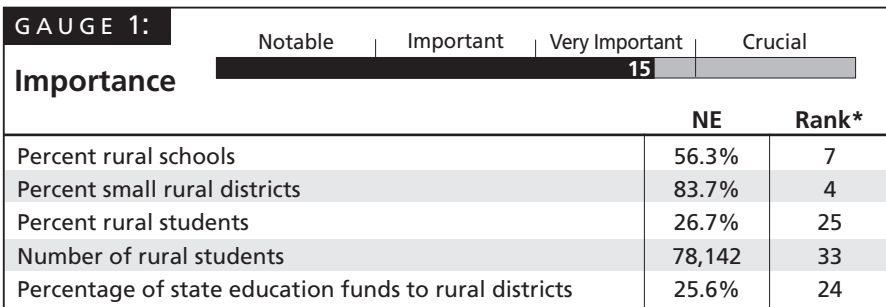 GAUGE 1:
Importance
Notable Important Very Important Crucial
15
NE Rank*
Percent rural schools 56.3% 7
Percent small rural districts 83.7% 4
Percent rural students 26.7% 25
Number of rural students 78,142 33
Percentage of state education funds to rural districts 25.6% 24